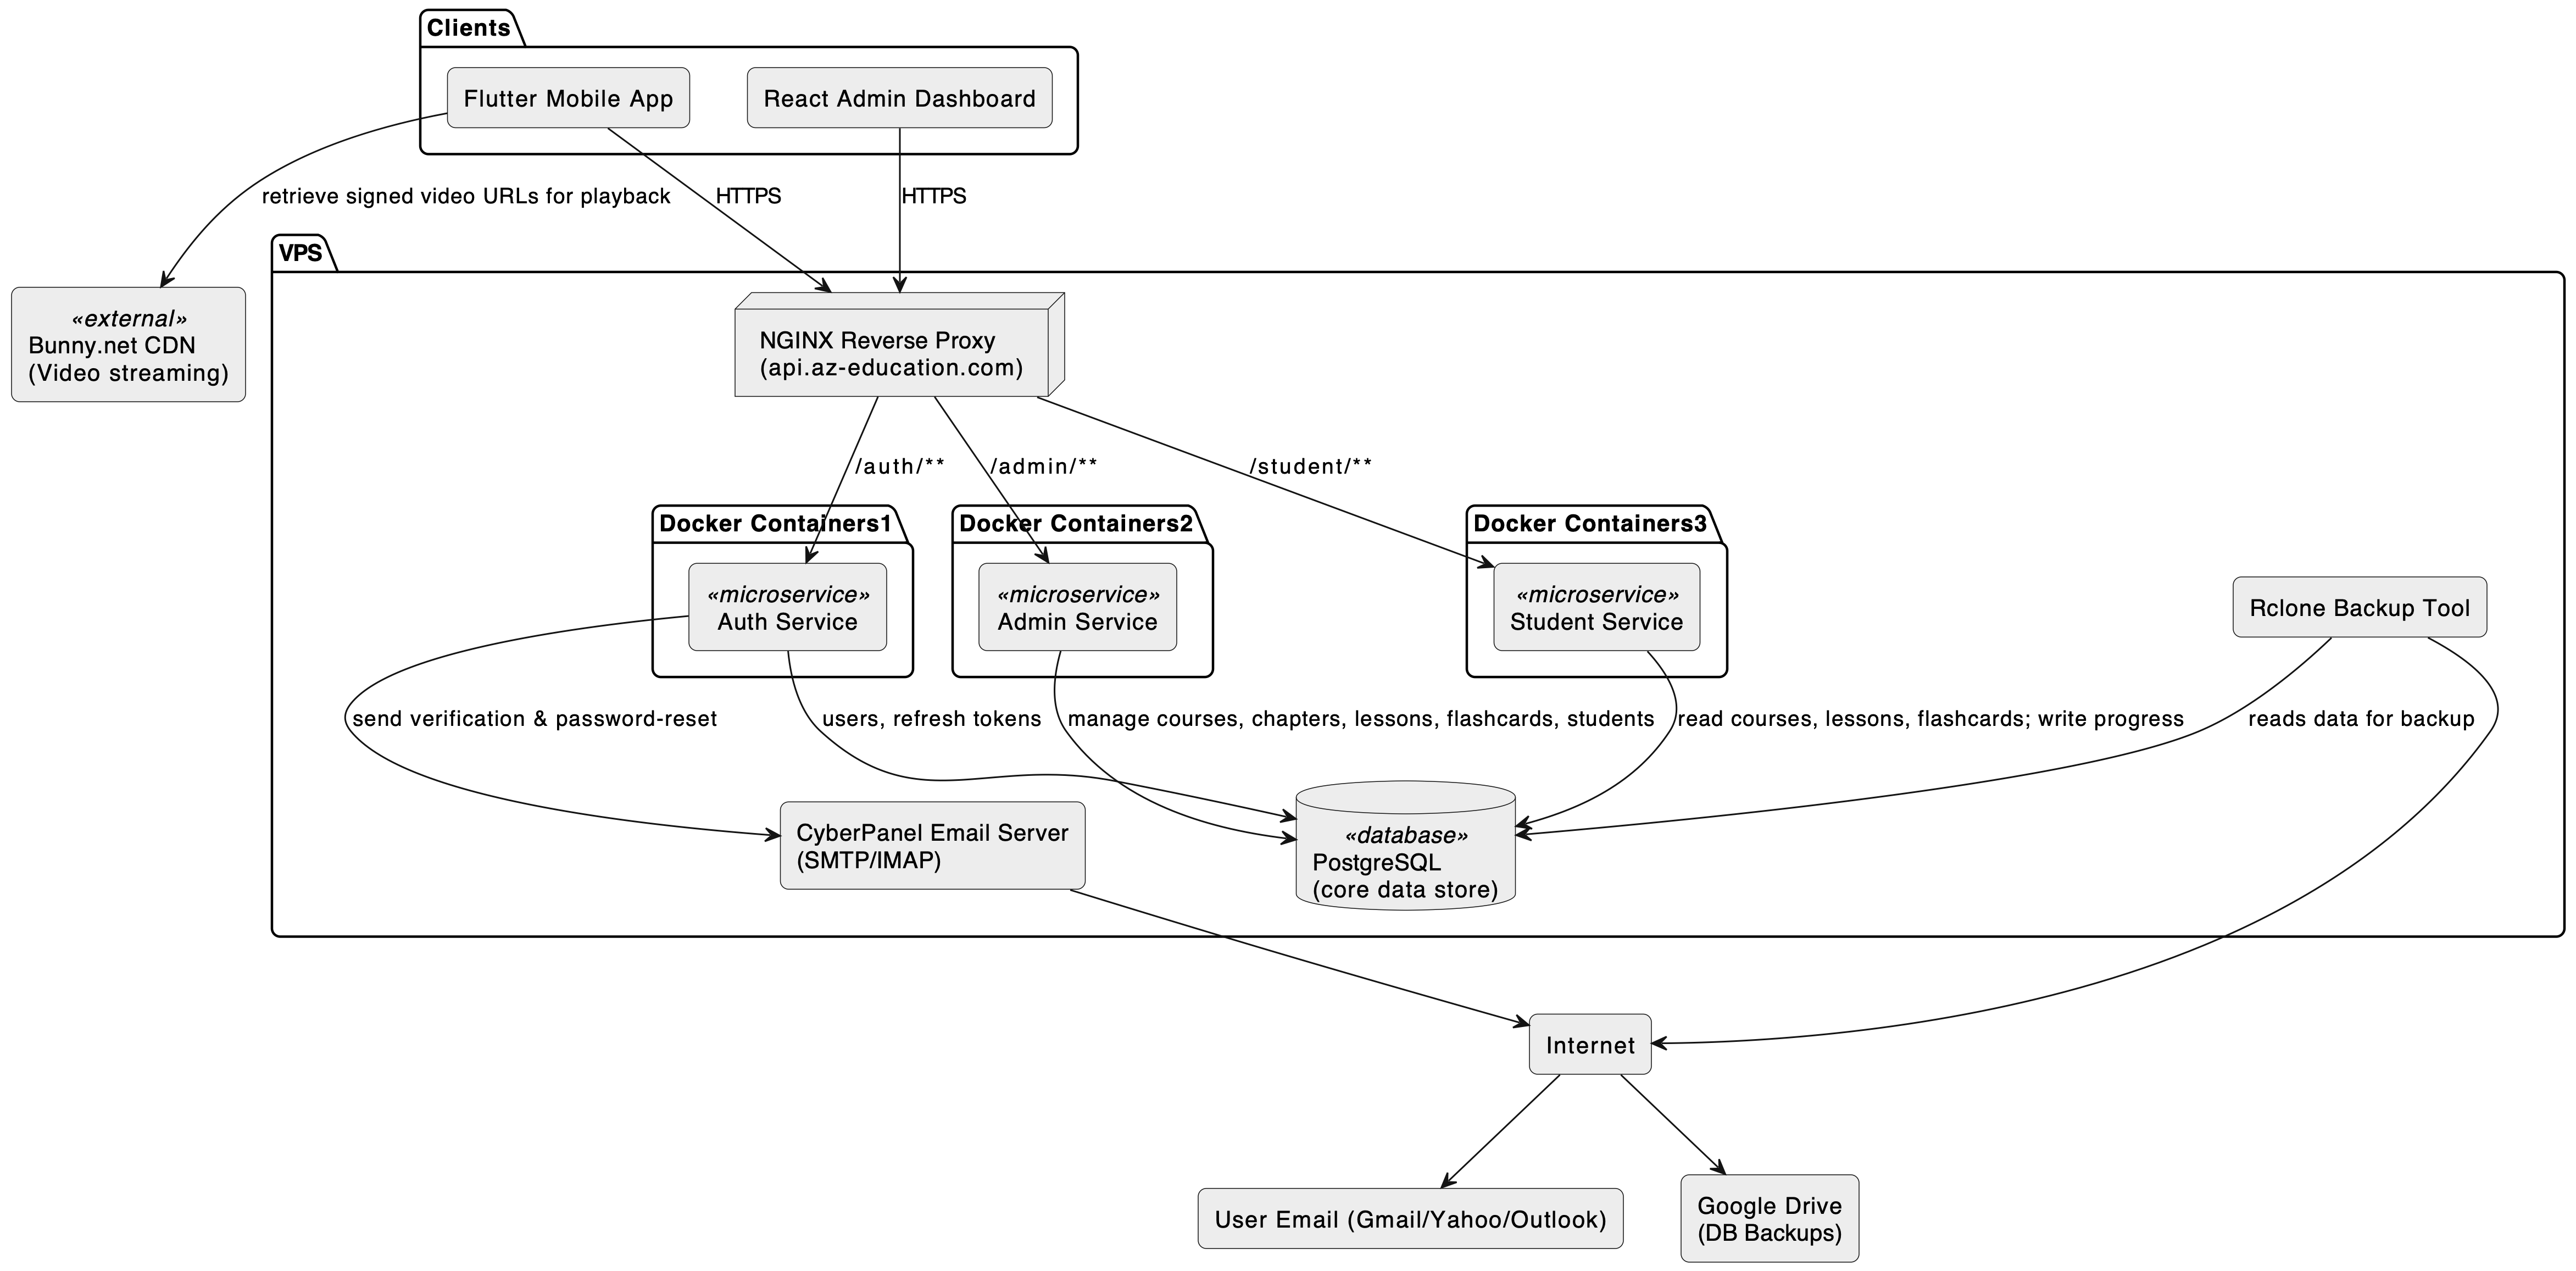 Clients
Flutter Mobile App
React Admin Dashboard
retrieve signed video URLs for playback
HTTPS
HTTPS
VPS
«external»
Bunny.net CDN
(Video streaming)
NGINX Reverse Proxy
(api.az-education.com)
/auth/**
/admin/**
/student/**
Docker Containers1
Docker Containers2
Docker Containers3
«microservice»
Auth Service
«microservice»
Admin Service
«microservice»
Student Service
Rclone Backup Tool
send verification & password-reset
users, refresh tokens
manage courses, chapters, lessons, flashcards, students
read courses, lessons, flashcards; write progress
reads data for backup
CyberPanel Email Server
(SMTP/IMAP)
«database»
PostgreSQL
(core data store)
Internet
User Email (Gmail/Yahoo/Outlook)
Google Drive
(DB Backups)